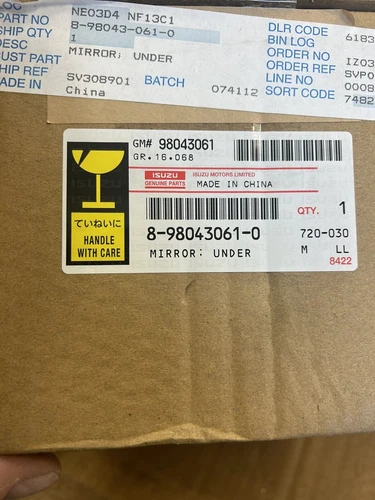 LOC NE03D4 NF13C1
PART NO 8-98043-061-0 DLR CODE 6183
SHIP QTY 1 BIN LOG
DESC MIRROR; UNDER ORDER NO IZ03
CUST PART ORDER REF SVP0
SHIP REF SV308901 BATCH 074112 LINE NO 0008
MADE IN China SORT CODE 7482
GM# 98043061
GR.16.068
ISUZU ISUZU MOTORS LIMITED
GENUINE PARTS MADE IN CHINA
ていねいに
HANDLE
WITH CARE
QTY. 1
8-98043061-0 720-030
MIRROR; UNDER M LL
8422